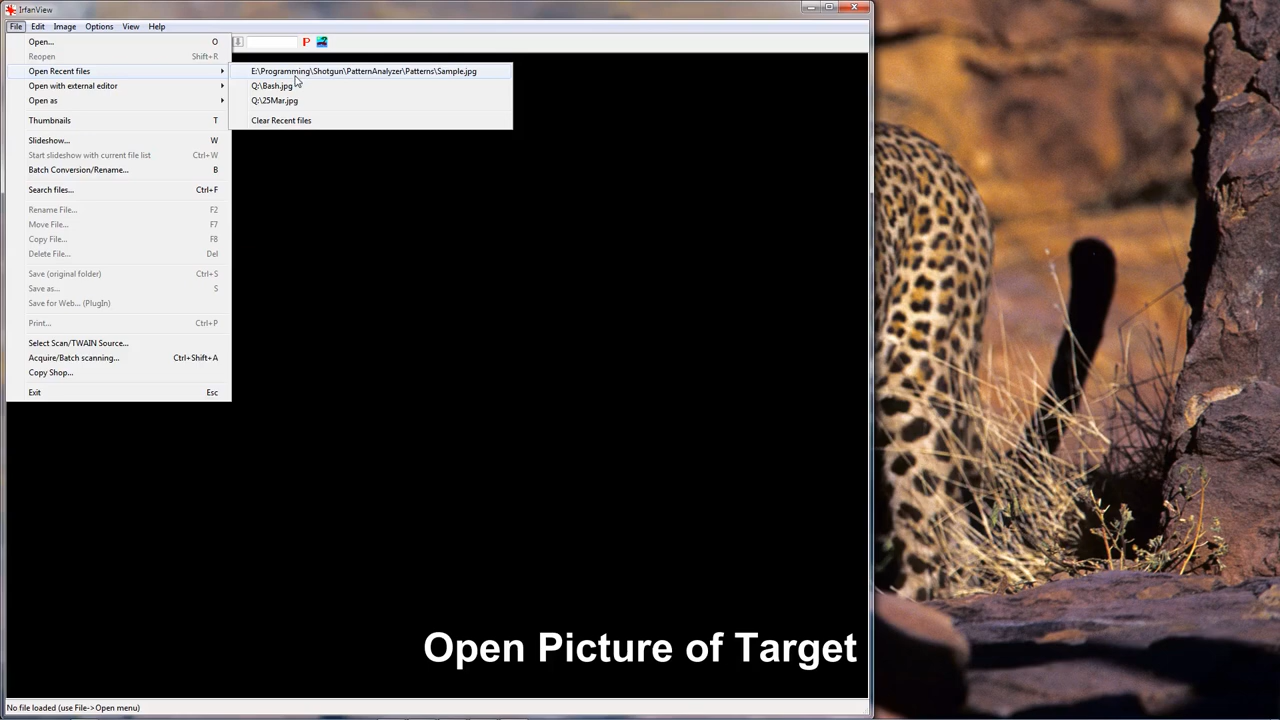 IrfanView
File Edit Image Options View Help
Open... O
Reopen Shift+R
Open Recent files
Open with external editor
Open as
Thumbnails T
Slideshow... W
Start slideshow with current file list Ctrl+W
Batch Conversion/Rename... B
Search files... Ctrl+F
Rename File... F2
Move File... F7
Copy File... F8
Delete File... Del
Save (original folder) Ctrl+S
Save as... S
Save for Web... (PlugIn)
Print... Ctrl+P
Select Scan/TWAIN Source...
Acquire/Batch scanning... Ctrl+Shift+A
Copy Shop...
Exit Esc
P
E:\Programming\Shotgun\PatternAnalyzer\Patterns\Sample.jpg
Q:\Bash.jpg
Q:\25Mar.jpg
Clear Recent files
Open Picture of Target
No file loaded (use File->Open menu)